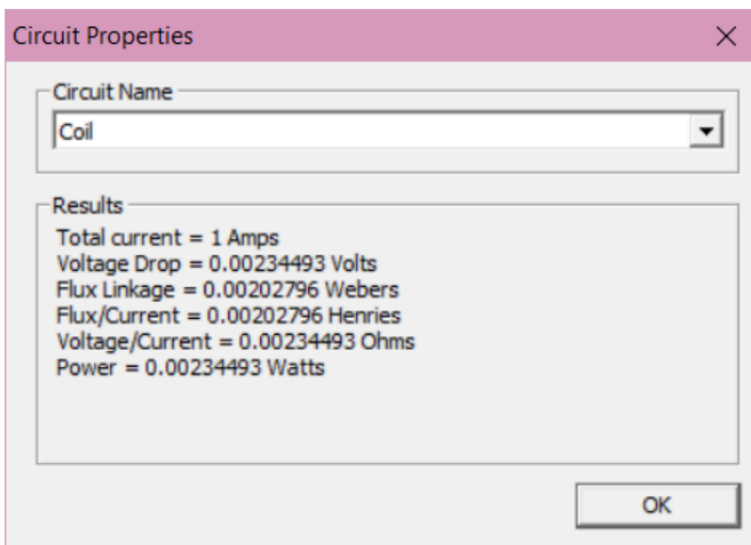 Circuit Properties
Circuit Name
Coil
Results
Total current = 1 Amps
Voltage Drop = 0.00234493 Volts
Flux Linkage = 0.00202796 Webers
Flux/Current = 0.00202796 Henries
Voltage/Current = 0.00234493 Ohms
Power = 0.00234493 Watts
OK